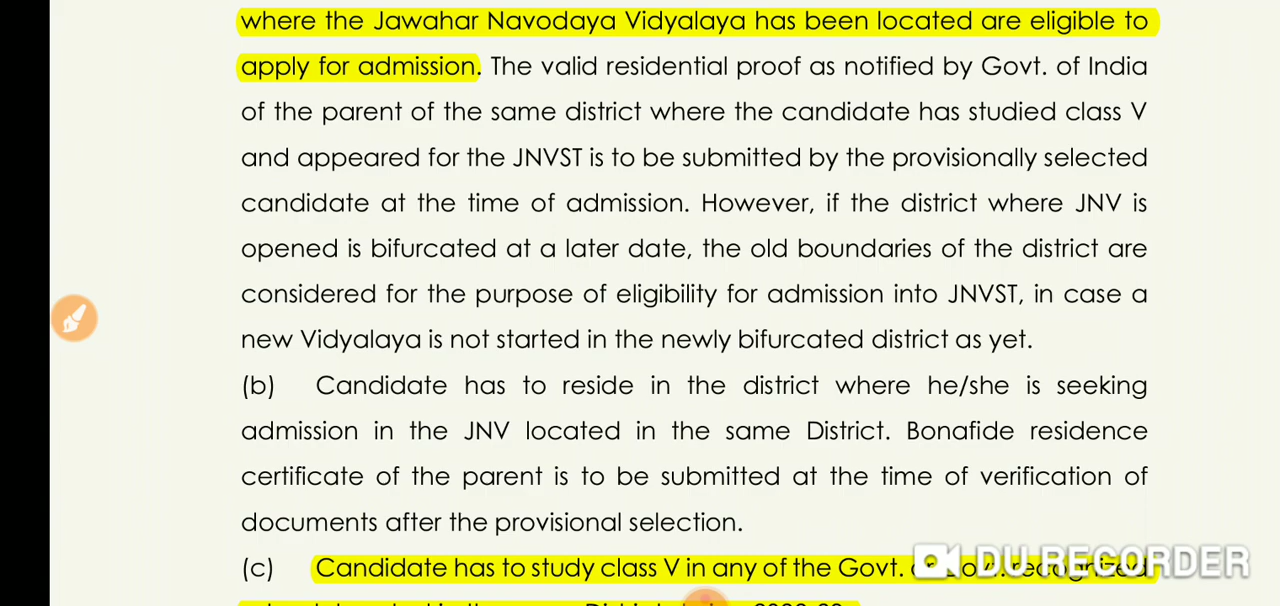 where the Jawahar Navodaya Vidyalaya has been located are eligible to
apply for admission. The valid residential proof as notified by Govt. of India
of the parent of the same district where the candidate has studied class V
and appeared for the JNVST is to be submitted by the provisionally selected
candidate at the time of admission. However, if the district where JNV is
opened is bifurcated at a later date, the old boundaries of the district are
considered for the purpose of eligibility for admission into JNVST, in case a
new Vidyalaya is not started in the newly bifurcated district as yet.
(b) Candidate has to reside in the district where he/she is seeking
admission in the JNV located in the same District. Bonafide residence
certificate of the parent is to be submitted at the time of verification of
documents after the provisional selection.
(c) Candidate has to study class V in any of the Govt. recognized
DU RECORDER